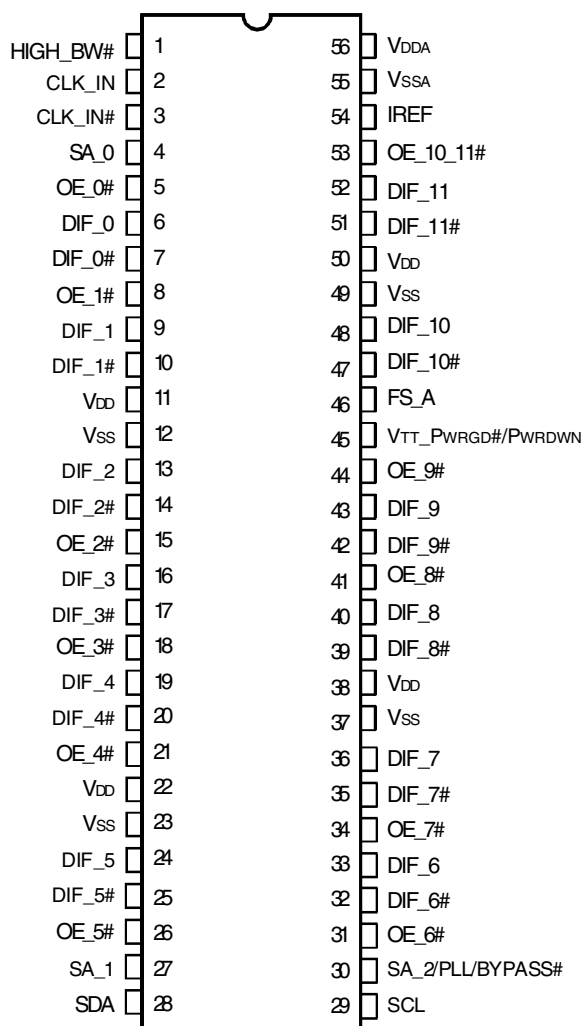 HIGH_BW# 1 56 VDDA
CLK_IN 2 55 VSSA
CLK_IN# 3 54 IREF
SA_0 4 53 OE_10_11#
OE_0# 5 52 DIF_11
DIF_0 6 51 DIF_11#
DIF_0# 7 50 VDD
OE_1# 8 49 VSS
DIF_1 9 48 DIF_10
DIF_1# 10 47 DIF_10#
VDD 11 46 FS_A
VSS 12 45 VTT_PWRGD#/PWRDWN
DIF_2 13 44 OE_9#
DIF_2# 14 43 DIF_9
OE_2# 15 42 DIF_9#
DIF_3 16 41 OE_8#
DIF_3# 17 40 DIF_8
OE_3# 18 39 DIF_8#
DIF_4 19 38 VDD
DIF_4# 20 37 VSS
OE_4# 21 36 DIF_7
VDD 22 35 DIF_7#
VSS 23 34 OE_7#
DIF_5 24 33 DIF_6
DIF_5# 25 32 DIF_6#
OE_5# 26 31 OE_6#
SA_1 27 30 SA_2/PLL/BYPASS#
SDA 28 29 SCL